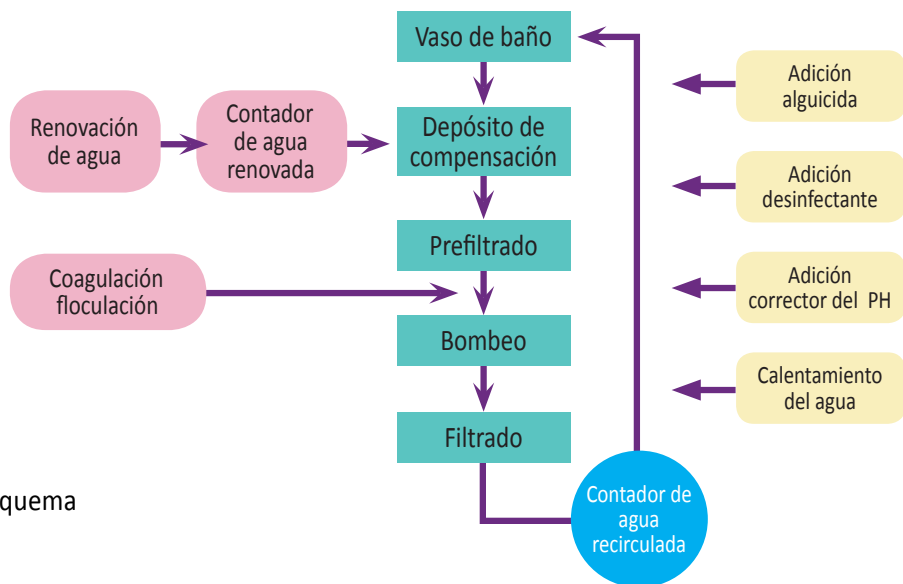 Vaso de baño
Renovación
de agua
Contador
de agua
renovada
Depósito de
compensación
Prefiltrado
Coagulación
floculación
Bombeo
Filtrado
Contador de
agua
recirculada
Adición
alguicida
Adición
desinfectante
Adición
corrector del PH
Calentamiento
del agua
quema